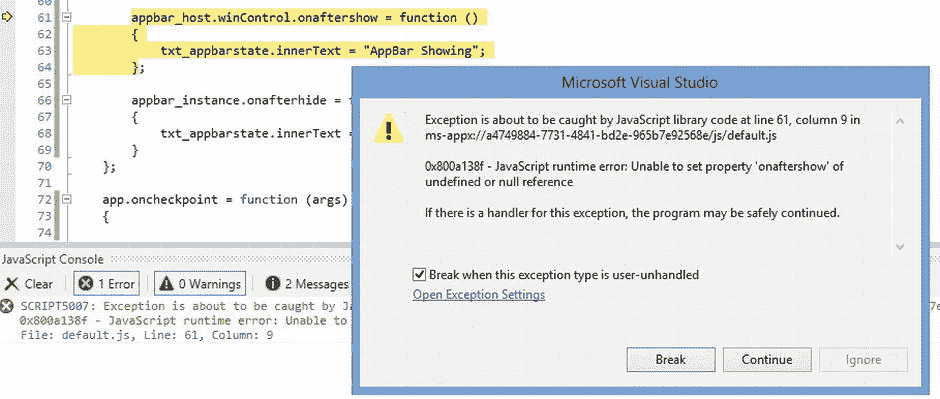 60
61 appbar_host.winControl.onaftershow = function ()
62 {
63 txt_appbarstate.innerText = "AppBar Showing";
64 };
65
66 appbar_instance.onafterhide =
67 {
68 txt_appbarstate.innerText =
69 }
70 };
71
72 app.oncheckpoint = function (args)
73 {
74
JavaScript Console
Clear 1 Error 0 Warnings 2 Messages
SCRIPT5007: Exception is about to be caught by
0x800a138f - JavaScript runtime error: Unable to
File: default.js, Line: 61, Column: 9
Microsoft Visual Studio
Exception is about to be caught by JavaScript library code at line 61, column 9 in
ms-appx://a4749884-7731-4841-bd2e-965b7e92568e/js/default.js
0x800a138f - JavaScript runtime error: Unable to set property 'onaftershow' of
undefined or null reference
If there is a handler for this exception, the program may be safely continued.
Break when this exception type is user-unhandled
Open Exception Settings
Break Continue Ignore